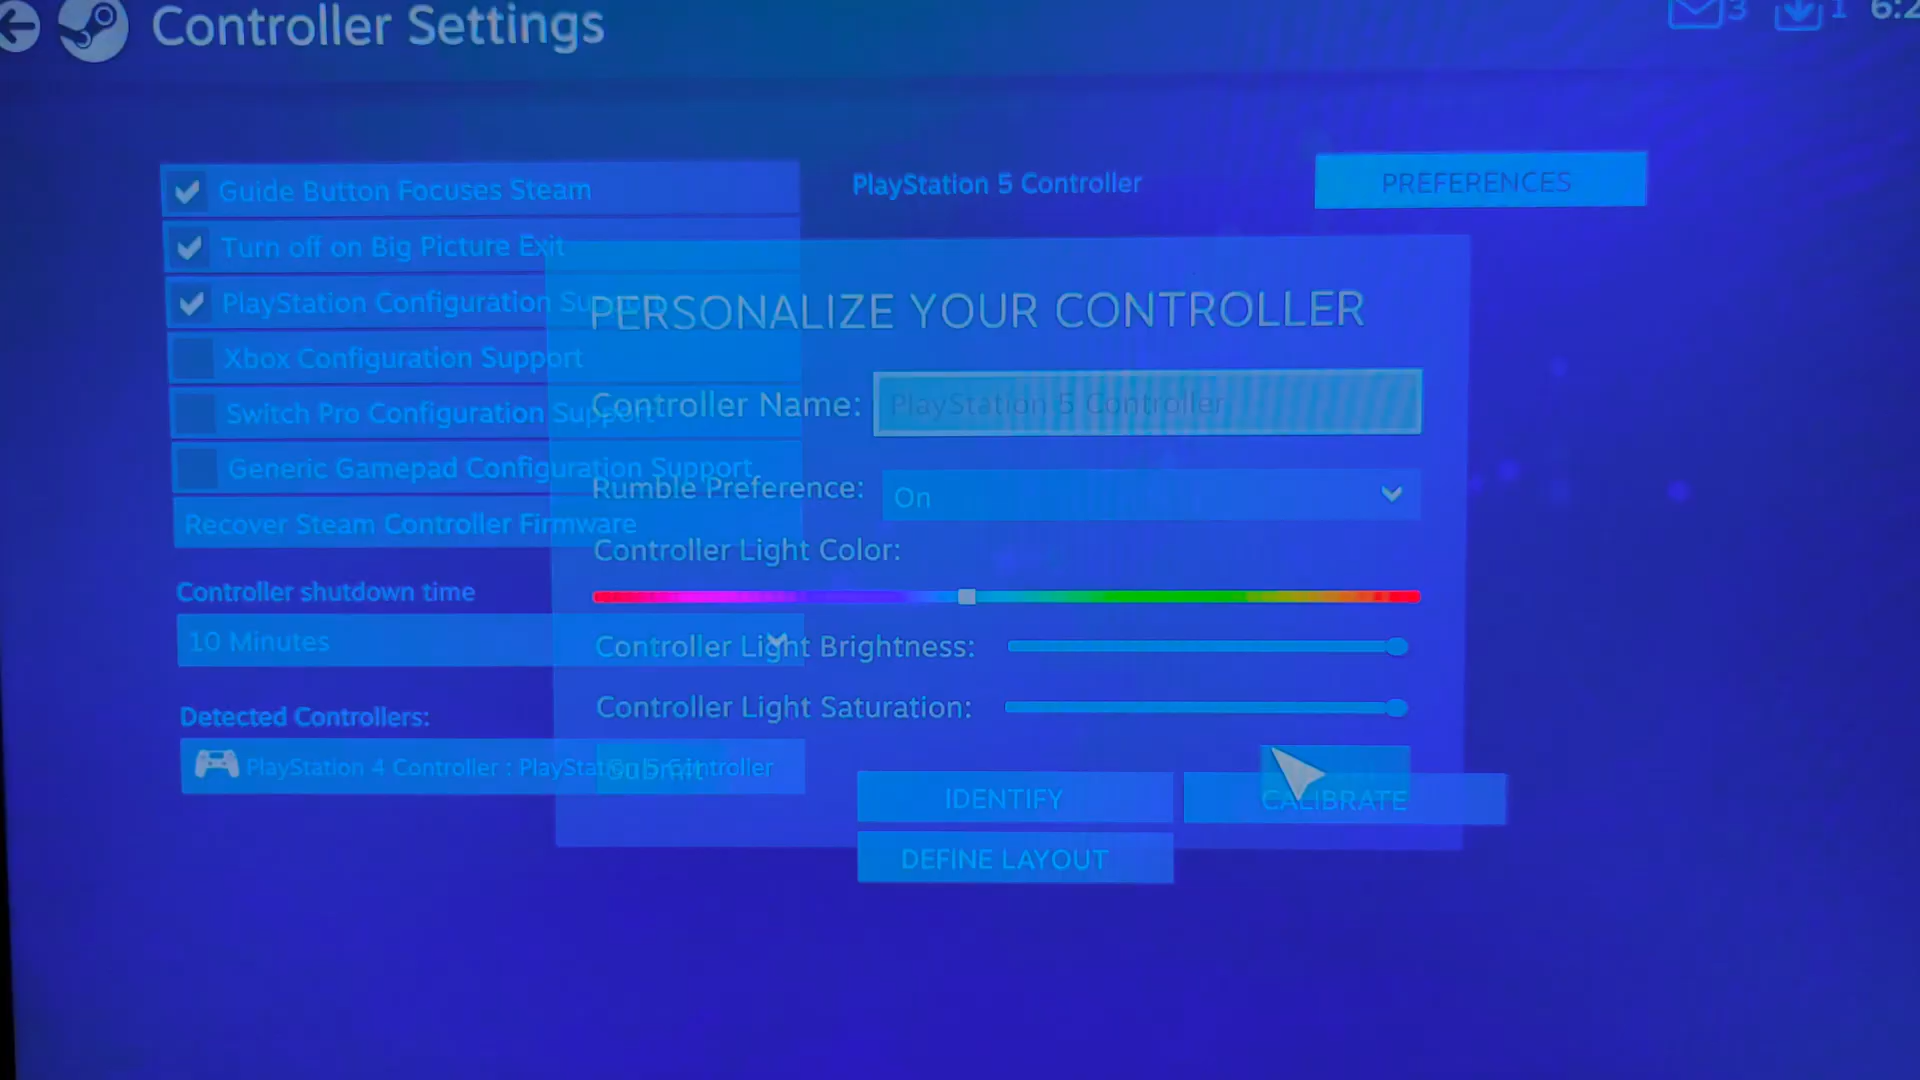 Controller Settings
3
1
6:2
Guide Button Focuses Steam
Turn off on Big Picture Exit
PlayStation Configuration Support
Xbox Configuration Support
Switch Pro Configuration Support
Generic Gamepad Configuration Support
Recover Steam Controller Firmware
Controller shutdown time
10 Minutes
Detected Controllers:
PlayStation 4 Controller : PlayStation 5 Controller
PlayStation 5 Controller
PREFERENCES
PERSONALIZE YOUR CONTROLLER
Controller Name:
PlayStation 5 Controller
Rumble Preference:
On
Controller Light Color:
Controller Light Brightness:
Controller Light Saturation:
Submit
IDENTIFY
CALIBRATE
DEFINE LAYOUT